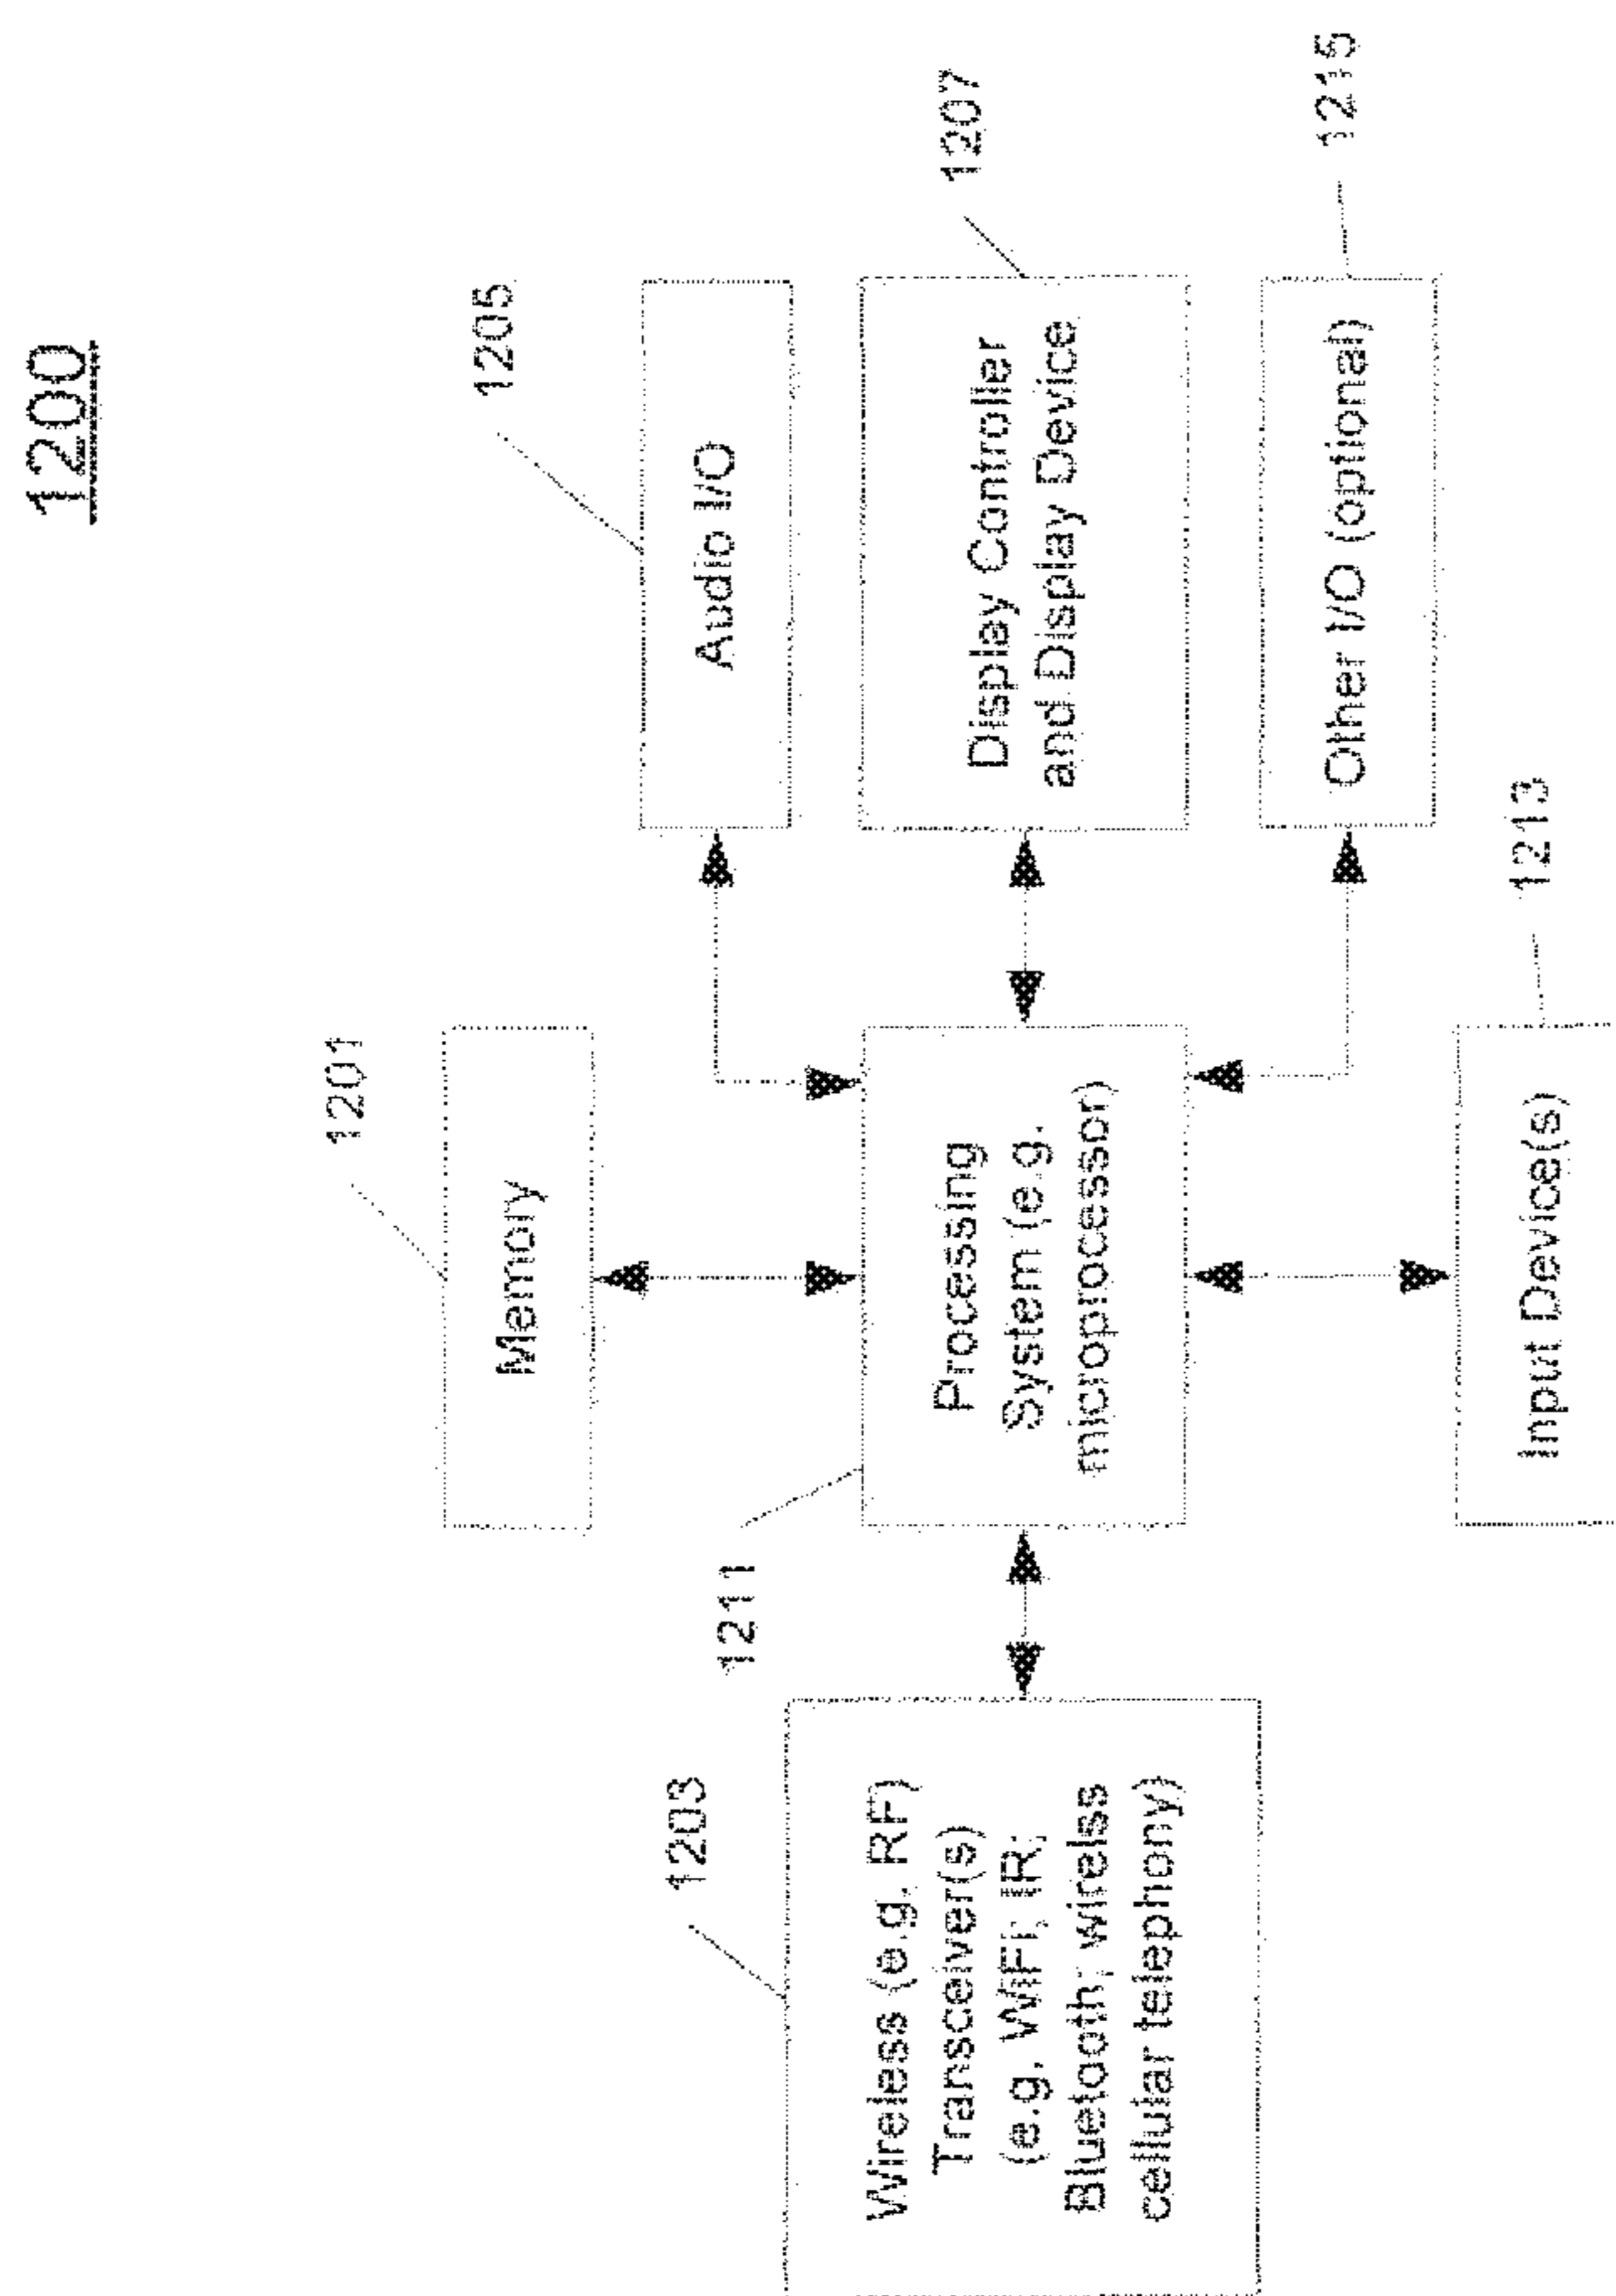 1200
1201
Memory
1205
Audio I/O
1203
Wireless (e.g. RF)
Transceiver(s)
(e.g. WiFi; IR;
Bluetooth; wirelss
cellular telephony)
1211
Processing
System (e.g.
microprocessor)
1207
Display Controller
and Display Device
1215
Other I/O (optional)
1213
Input Device(s)